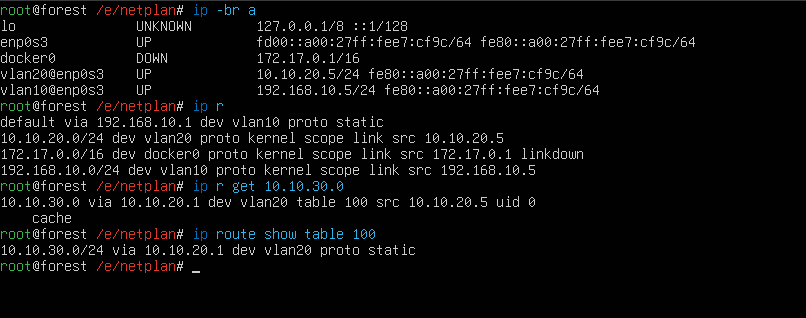 root@forest /e/netplan# ip -br a
lo               UNKNOWN        127.0.0.1/8 ::1/128
enp0s3           UP             fd00::a00:27ff:fee7:cf9c/64 fe80::a00:27ff:fee7:cf9c/64
docker0          DOWN           172.17.0.1/16
vlan20@enp0s3    UP             10.10.20.5/24 fe80::a00:27ff:fee7:cf9c/64
vlan10@enp0s3    UP             192.168.10.5/24 fe80::a00:27ff:fee7:cf9c/64
root@forest /e/netplan# ip r
default via 192.168.10.1 dev vlan10 proto static
10.10.20.0/24 dev vlan20 proto kernel scope link src 10.10.20.5
172.17.0.0/16 dev docker0 proto kernel scope link src 172.17.0.1 linkdown
192.168.10.0/24 dev vlan10 proto kernel scope link src 192.168.10.5
root@forest /e/netplan# ip r get 10.10.30.0
10.10.30.0 via 10.10.20.1 dev vlan20 table 100 src 10.10.20.5 uid 0
    cache
root@forest /e/netplan# ip route show table 100
10.10.30.0/24 via 10.10.20.1 dev vlan20 proto static
root@forest /e/netplan# _